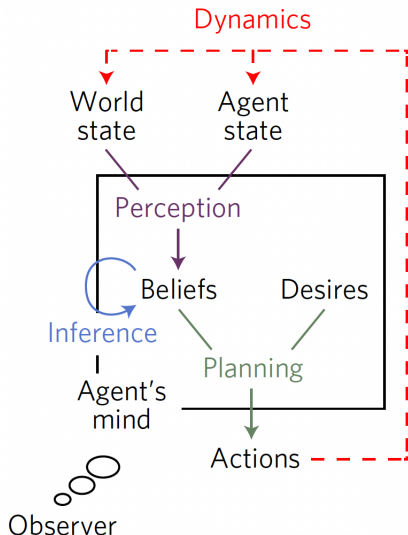 Dynamics
World
state
Agent
state
Perception
Beliefs
Desires
Inference
Planning
Agent's
mind
Actions
Observer